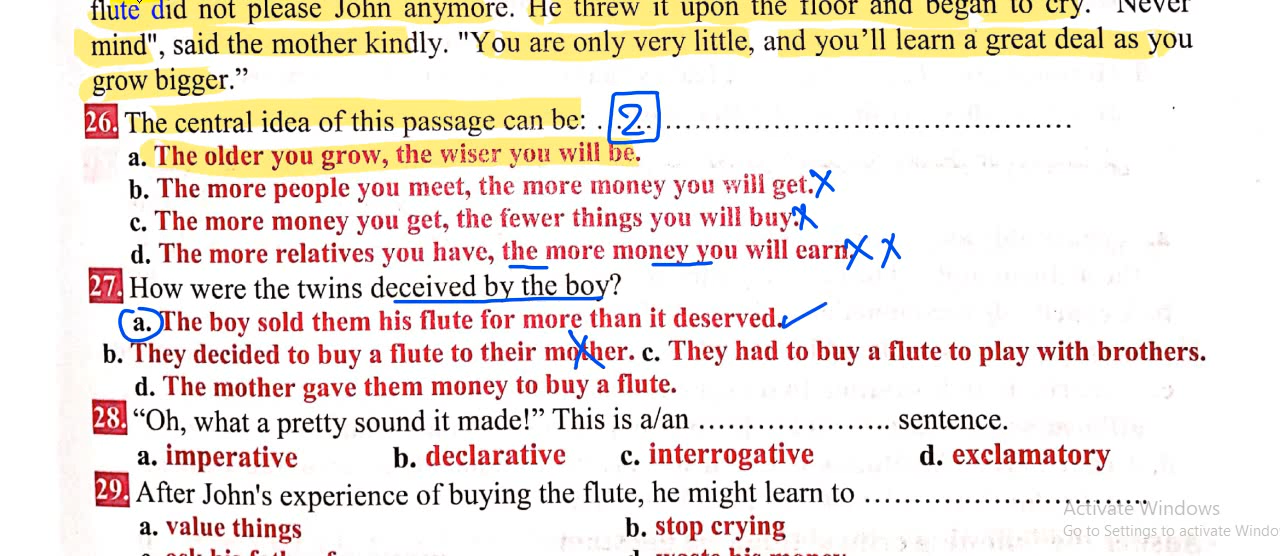 flute did not please John anymore. He threw it upon the floor and began to cry. "Never
mind", said the mother kindly. "You are only very little, and you'll learn a great deal as you
grow bigger."
26. The central idea of this passage can be: ............ 2 ............
a. The older you grow, the wiser you will be.
b. The more people you meet, the more money you will get. X
c. The more money you get, the fewer things you will buy. X
d. The more relatives you have, the more money you will earn. X X
27. How were the twins deceived by the boy?
a. The boy sold them his flute for more than it deserved.
b. They decided to buy a flute to their mother. c. They had to buy a flute to play with brothers.
d. The mother gave them money to buy a flute.
28. "Oh, what a pretty sound it made!" This is a/an ..................... sentence.
a. imperative b. declarative c. interrogative d. exclamatory
29. After John's experience of buying the flute, he might learn to ................................
a. value things b. stop crying
Activate Windows
Go to Settings to activate Windo